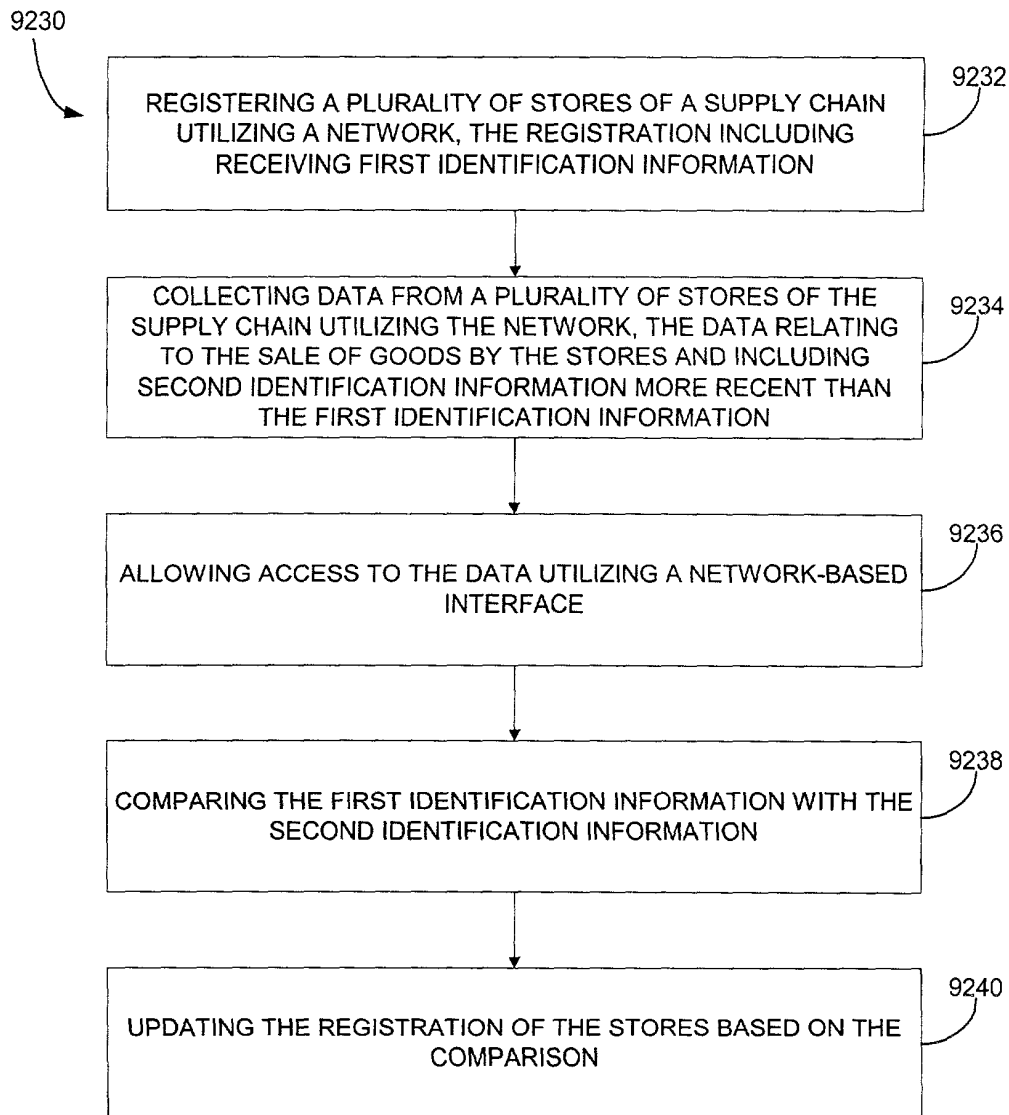 9230
REGISTERING A PLURALITY OF STORES OF A SUPPLY CHAIN
UTILIZING A NETWORK, THE REGISTRATION INCLUDING
RECEIVING FIRST IDENTIFICATION INFORMATION
9232
COLLECTING DATA FROM A PLURALITY OF STORES OF THE
SUPPLY CHAIN UTILIZING THE NETWORK, THE DATA RELATING
TO THE SALE OF GOODS BY THE STORES AND INCLUDING
SECOND IDENTIFICATION INFORMATION MORE RECENT THAN
THE FIRST IDENTIFICATION INFORMATION
9234
ALLOWING ACCESS TO THE DATA UTILIZING A NETWORK-BASED
INTERFACE
9236
COMPARING THE FIRST IDENTIFICATION INFORMATION WITH THE
SECOND IDENTIFICATION INFORMATION
9238
UPDATING THE REGISTRATION OF THE STORES BASED ON THE
COMPARISON
9240